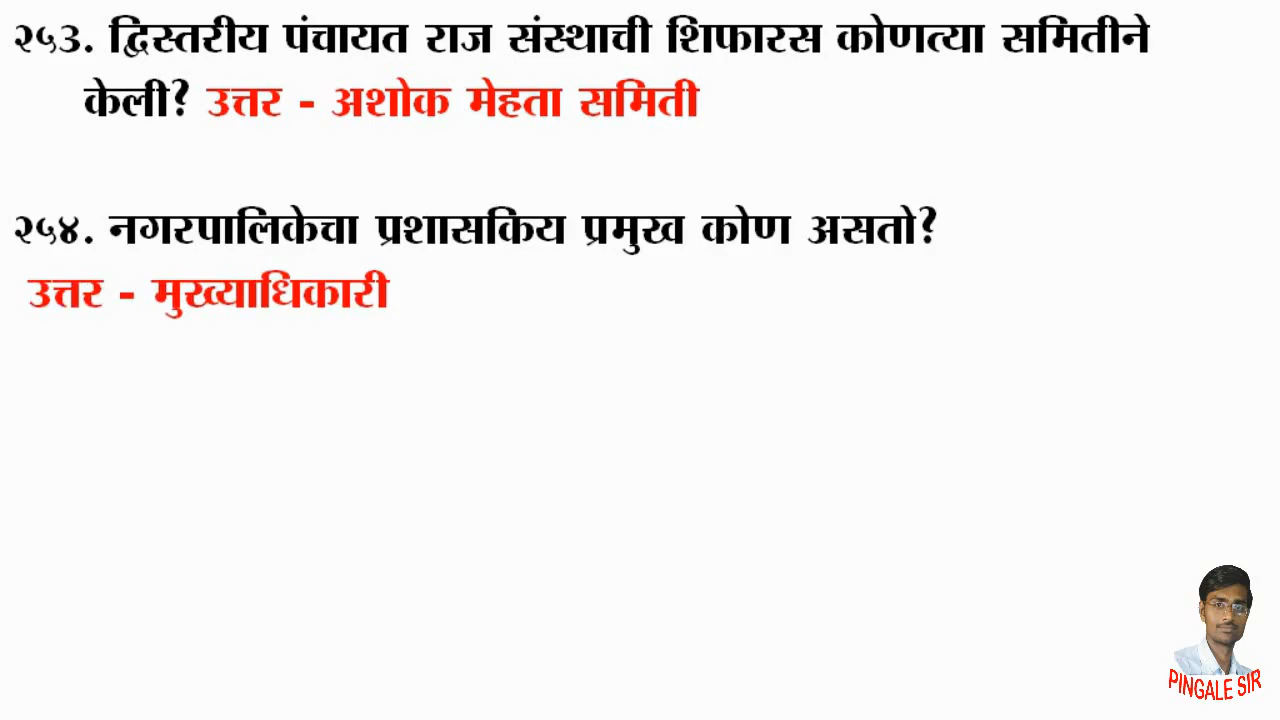 २५३. द्विस्तरीय पंचायत राज संस्थाची शिफारस कोणत्या समितीने
केली? उत्तर - अशोक मेहता समिती
२५४. नगरपालिकेचा प्रशासकिय प्रमुख कोण असतो?
उत्तर - मुख्याधिकारी
PINGALE SIR